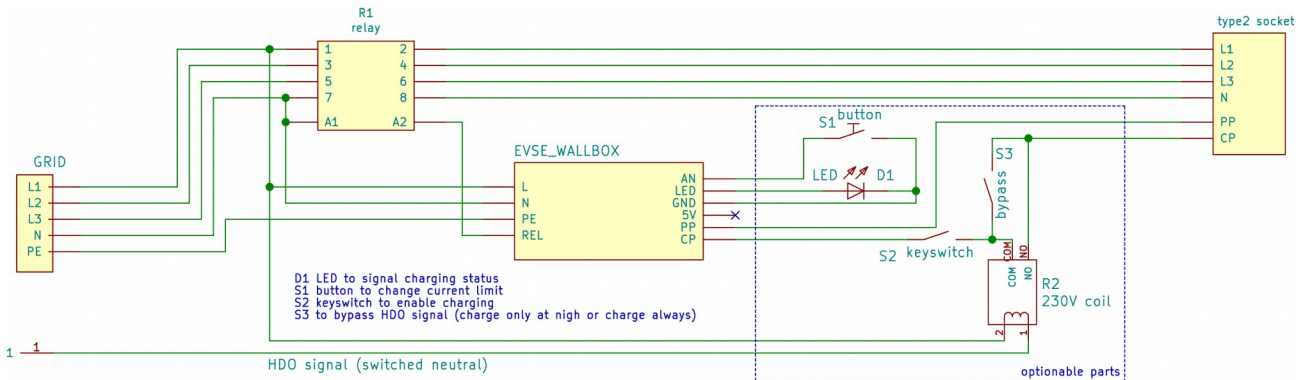 R1
relay
type2 socket
1 2
3 4
5 6
7 8
A1 A2
L1
L2
L3
N
PP
CP
GRID
L1
L2
L3
N
PE
EVSE_WALLBOX
L
N
PE
REL
AN
LED
GND
5V
PP
CP
S1 button
LED D1
S3
bypass
S2 keyswitch
COM NO
COM NO
R2
230V coil
2 1
D1 LED to signal charging status
S1 button to change current limit
S2 keyswitch to enable charging
S3 to bypass HDO signal (charge only at nigh or charge always)
1 1
HDO signal (switched neutral)
optionable parts